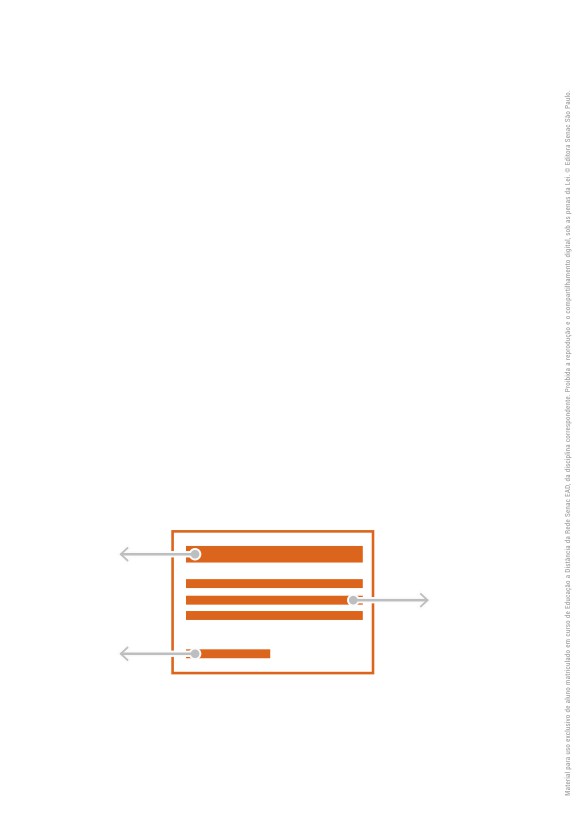 Material para uso exclusivo de aluno matriculado em curso de Educação a Distância da Rede Senac EAD, da disciplina correspondente. Proibida a reprodução e o compartilhamento digital, sob as penas da Lei. © Editora Senac São Paulo.